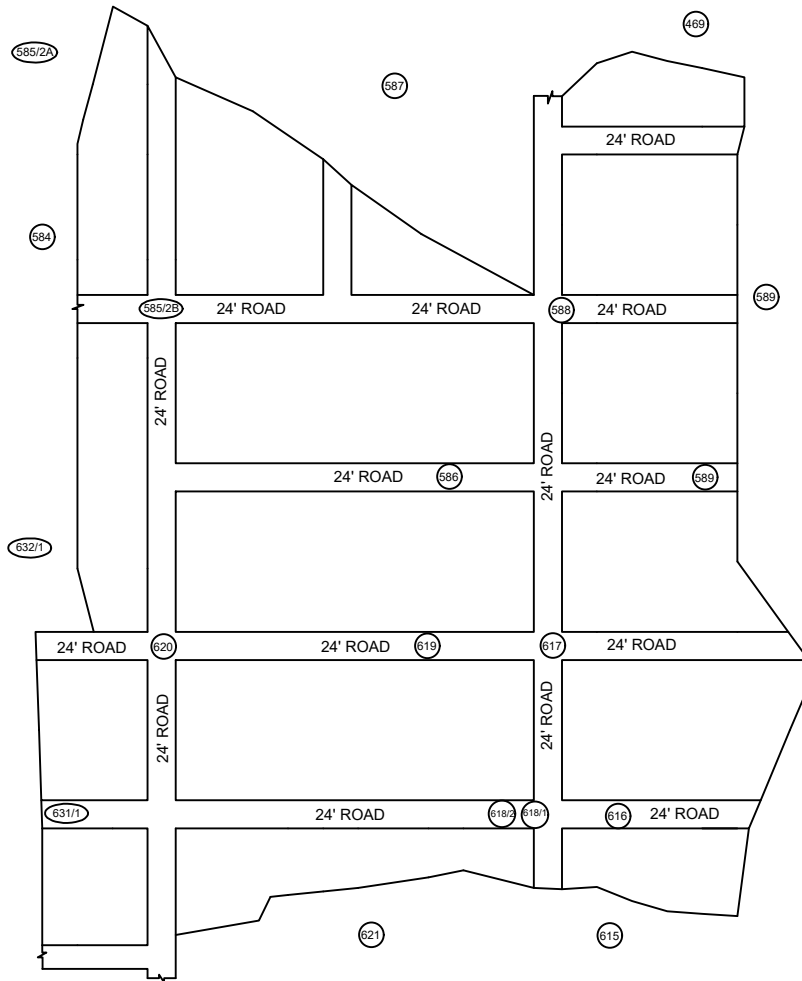 469
585/2A
587
24' ROAD
584
589
585/2B
24' ROAD
24' ROAD
588
24' ROAD
24' ROAD
24' ROAD
24' ROAD
586
24' ROAD
589
632/1
24' ROAD
620
24' ROAD
619
617
24' ROAD
24' ROAD
24' ROAD
631/1
24' ROAD
618/2
618/1
616
24' ROAD
621
615